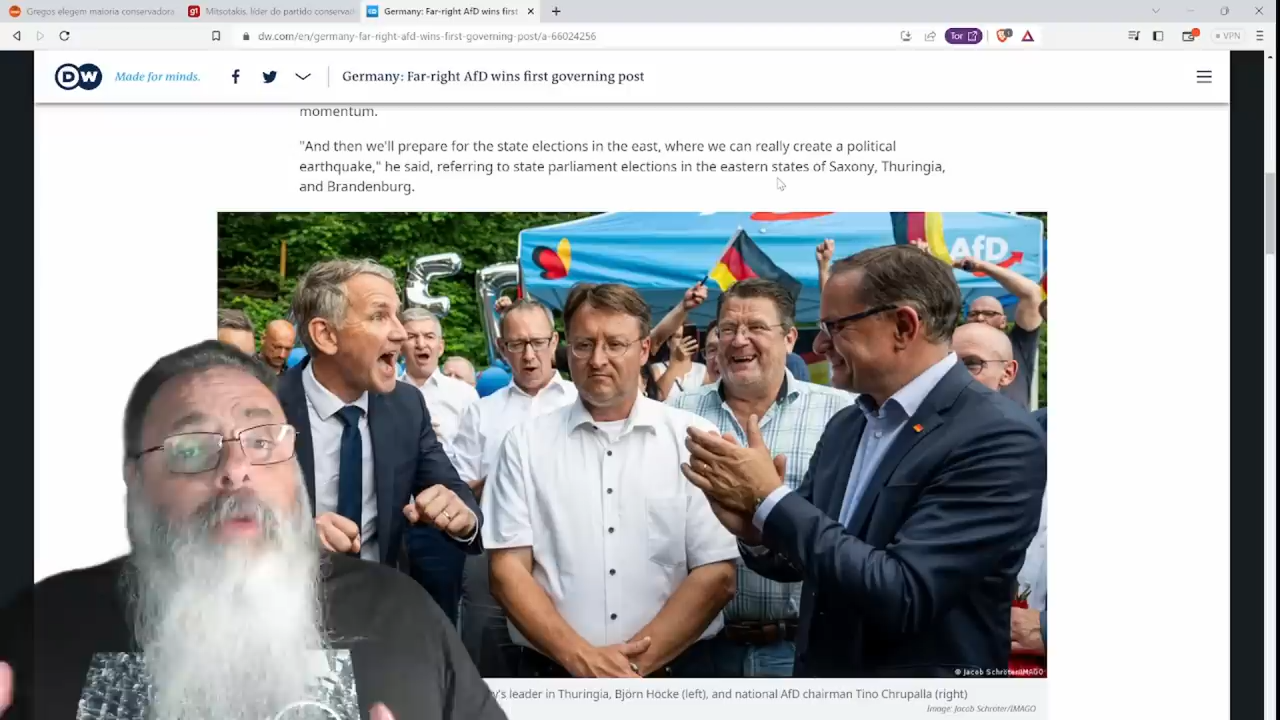 Gregos elegem maioria conservadora
Mitsotakis, líder do partido conservai
Germany: Far-right AfD wins first
dw.com/en/germany-far-right-afd-wins-first-governing-post/a-66024256
Tor
VPN
DW
Made for minds.
Germany: Far-right AfD wins first governing post
momentum.
"And then we'll prepare for the state elections in the east, where we can really create a political
earthquake," he said, referring to state parliament elections in the eastern states of Saxony, Thuringia,
and Brandenburg.
AfD
© Jacob Schröter/IMAGO
y's leader in Thuringia, Björn Höcke (left), and national AfD chairman Tino Chrupalla (right)
Image: Jacob Schröter/IMAGO